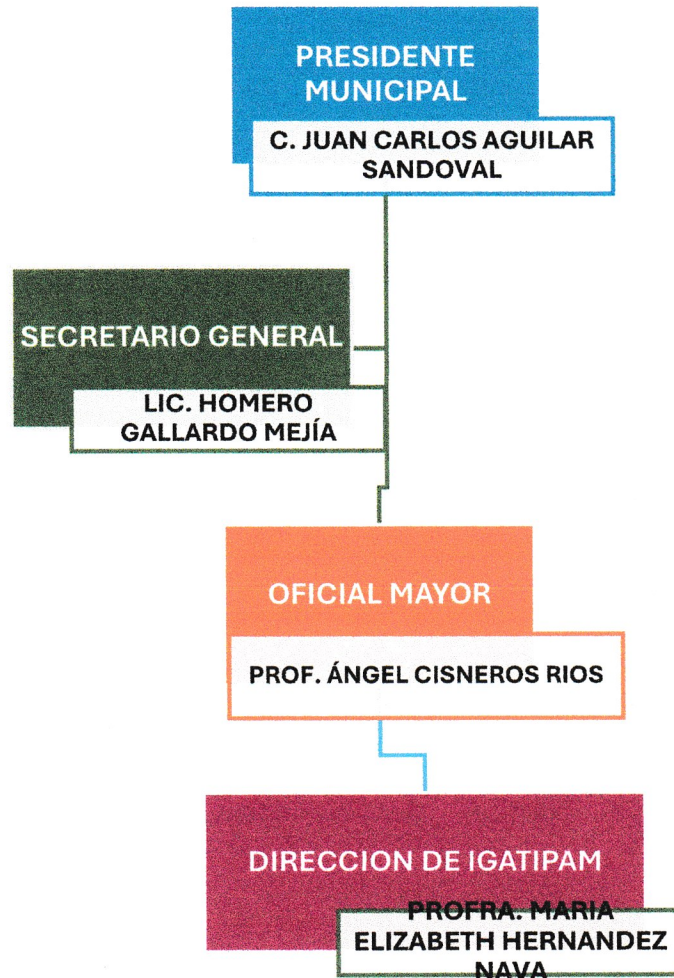 PRESIDENTE
MUNICIPAL
C. JUAN CARLOS AGUILAR
SANDOVAL
SECRETARIO GENERAL
LIC. HOMERO
GALLARDO MEJÍA
OFICIAL MAYOR
PROF. ÁNGEL CISNEROS RIOS
DIRECCION DE IGATIPAM
PROFRA. MARIA
ELIZABETH HERNANDEZ
NAVA